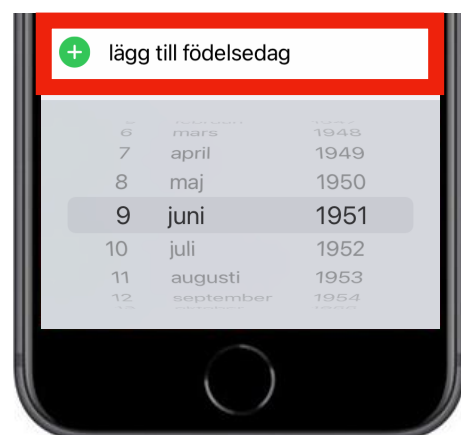 lägg till födelsedag
6 mars 1948
7 april 1949
8 maj 1950
9 juni 1951
10 juli 1952
11 augusti 1953
12 september 1954